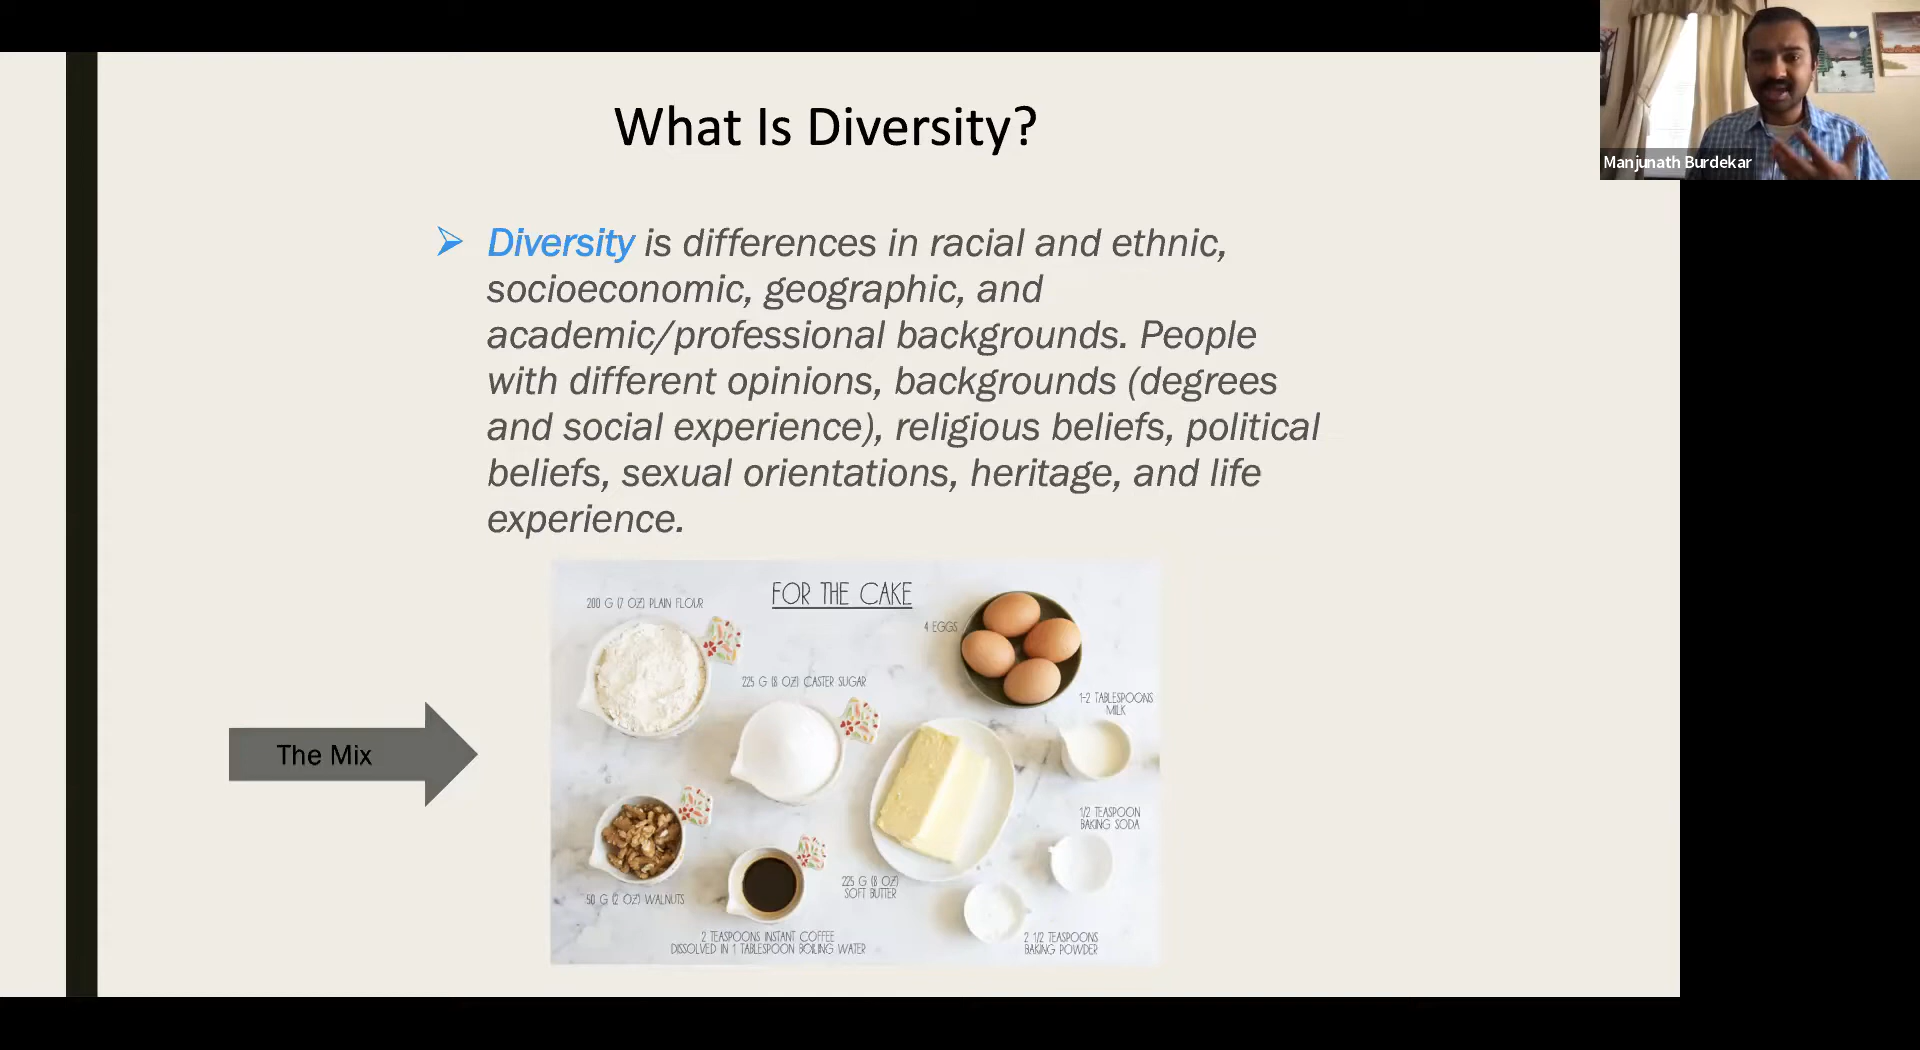 What Is Diversity?
Manjunath Burdekar
Diversity is differences in racial and ethnic,
socioeconomic, geographic, and
academic/professional backgrounds. People
with different opinions, backgrounds (degrees
and social experience), religious beliefs, political
beliefs, sexual orientations, heritage, and life
experience.
The Mix
FOR THE CAKE
200 G (7 OZ) PLAIN FLOUR
4 EGGS
225 G (8 OZ) CASTER SUGAR
1-2 TABLESPOONS
MILK
1/2 TEASPOON
BAKING SODA
225 G (8 OZ)
SOFT BUTTER
50 G (2 OZ) WALNUTS
2 TEASPOONS INSTANT COFFEE
DISSOLVED IN 1 TABLESPOON BOILING WATER
2 1/2 TEASPOONS
BAKING POWDER